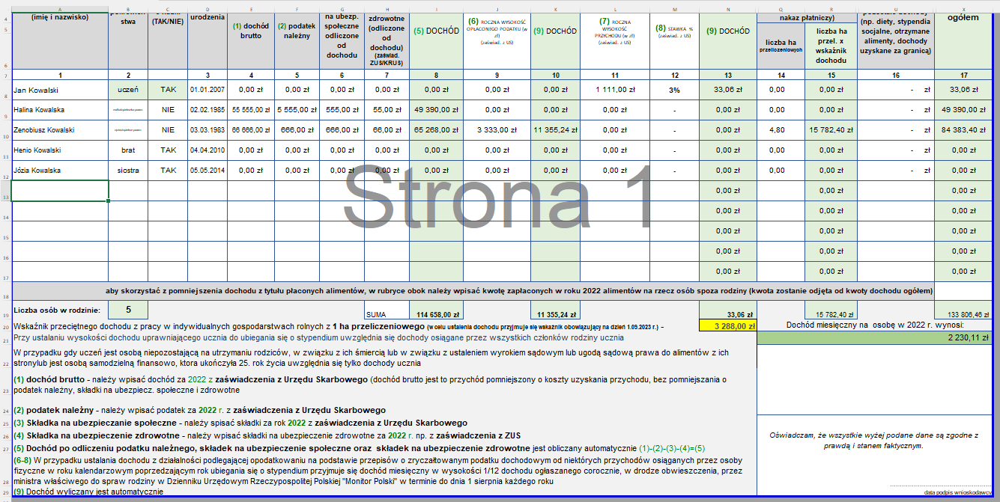 A B C D E F G H I J K L M N Q R U X
4 (imię i nazwisko) stwa (TAK/NIE) urodzenia (1) dochód brutto (2) podatek należny na ubezp. społeczne odliczone od dochodu zdrowotne (odliczone od dochodu) (zaświad. ZUS/KRUS) (5) DOCHÓD (6) ROCZNA WYSOKOŚĆ OPŁACONEGO PODATKU (w zł) (zaświad. z US) (9) DOCHÓD (7) ROCZNA WYSOKOŚĆ PRZYCHODU (w zł) (zaświad. z US) (8) STAWKA % (zaświad. z US) (9) DOCHÓD nakaz płatniczy) (np. diety, stypendia socjalne, otrzymane alimenty, dochody uzyskane za granicą) ogółem
5
6 liczba ha przeliczeniowych liczba ha przel. x wskaźnik dochodu
7 1 2 3 4 5 6 7 8 9 10 11 12 13 14 15 16 17
8 Jan Kowalski uczeń TAK 01.01.2007 0,00 zł 0,00 zł 0,00 zł 0,00 zł 0,00 zł 0,00 zł 0,00 zł 1 111,00 zł 3% 33,06 zł 0,00 0,00 zł - zł 33,06 zł
9 Halina Kowalska NIE 02.02.1985 55 555,00 zł 5 555,00 zł 555,00 zł 55,00 zł 49 390,00 zł 0,00 zł 0,00 zł 0,00 zł - 0,00 zł 0,00 0,00 zł - zł 49 390,00 zł
10 Zenobiusz Kowalski NIE 03.03.1983 66 666,00 zł 666,00 zł 666,00 zł 66,00 zł 65 268,00 zł 3 333,00 zł 11 355,24 zł 0,00 zł - 0,00 zł 4,80 15 782,40 zł - zł 84 383,40 zł
11 Henio Kowalski brat TAK 04.04.2010 0,00 zł 0,00 zł 0,00 zł 0,00 zł 0,00 zł 0,00 zł 0,00 zł 0,00 zł - 0,00 zł 0,00 0,00 zł - zł 0,00 zł
12 Józia Kowalska siostra TAK 05.05.2014 0,00 zł 0,00 zł 0,00 zł 0,00 zł 0,00 zł 0,00 zł 0,00 zł 0,00 zł - 0,00 zł 0,00 0,00 zł - zł 0,00 zł
Strona 1
13 0,00 zł 0,00 zł 0,00 zł
14 0,00 zł 0,00 zł 0,00 zł
15 0,00 zł 0,00 zł 0,00 zł
16 0,00 zł 0,00 zł 0,00 zł
17 0,00 zł 0,00 zł 0,00 zł
18 aby skorzystać z pomniejszenia dochodu z tytułu płaconych alimentów, w rubryce obok należy wpisać kwotę zapłaconych w roku 2022 alimentów na rzecz osób spoza rodziny (kwota zostanie odjęta od kwoty dochodu ogółem)
19 Liczba osób w rodzinie: 5 SUMA 114 658,00 zł 11 355,24 zł 33,06 zł 15 782,40 zł 133 806,46 zł
20 Wskaźnik przeciętnego dochodu z pracy w indywidualnych gospodarstwach rolnych z 1 ha przeliczeniowego (w celu ustalenia dochodu przyjmuje się wskaźnik obowiązujący na dzień 1.09.2023 r.) – 3 288,00 zł Dochód miesięczny na osobę w 2022 r. wynosi:
21 Przy ustalaniu wysokości dochodu uprawniającego ucznia do ubiegania się o stypendium uwzględnia się dochody osiągane przez wszystkich członków rodziny ucznia 2 230,11 zł
W przypadku gdy uczeń jest osobą niepozostającą na utrzymaniu rodziców, w związku z ich śmiercią lub w związku z ustaleniem wyrokiem sądowym lub ugodą sądową prawa do alimentów z ich
22 stronylub jest osobą samodzielną finansowo, ktora ukończyła 25. rok życia uwzględnia się tylko dochody ucznia
(1) dochód brutto - należy wpisać dochód za 2022 z zaświadczenia z Urzędu Skarbowego (dochód brutto jest to przychód pomniejszony o koszty uzyskania przychodu, bez pomniejszania o
23 podatek należny, składki na ubezpiecz. społeczne i zdrowotne
24 (2) podatek należny - należy wpisać podatek za 2022 r. z zaświadczenia z Urzędu Skarbowego
25 (3) Składka na ubezpieczenie społeczne - należy spisać składki za rok 2022 z zaświadczenia z Urzędu Skarbowego
26 (4) Składka na ubezpieczenie zdrowotne - należy wpisać składki na ubezpieczenie zdrowotne za 2022 r. np. z zaświadczenia z ZUS
27 (5) Dochód po odliczeniu podatku należnego, składek na ubezpieczenie społeczne oraz składek na ubezpieczenie zdrowotne jest obliczany automatycznie (1)-(2)-(3)-(4)=(5)
(6-8) W przypadku ustalania dochodu z działalności podlegającej opodatkowaniu na podstawie przepisów o zryczałtowanym podatku dochodowym od niektórych przychodów osiąganych przez osoby
fizyczne w roku kalendarzowym poprzedzającym rok ubiegania się o stypendium przyjmuje się dochód miesięczny w wysokości 1/12 dochodu ogłaszanego corocznie, w drodze obwieszczenia, przez
28 ministra właściwego do spraw rodziny w Dzienniku Urzędowym Rzeczypospolitej Polskiej "Monitor Polski" w terminie do dnia 1 sierpnia każdego roku
29 (9) Dochód wyliczany jest automatycznie
Oświadczam, że wszystkie wyżej podane dane są zgodne z
prawdą i stanem faktycznym.
data podpis wnioskodawcy